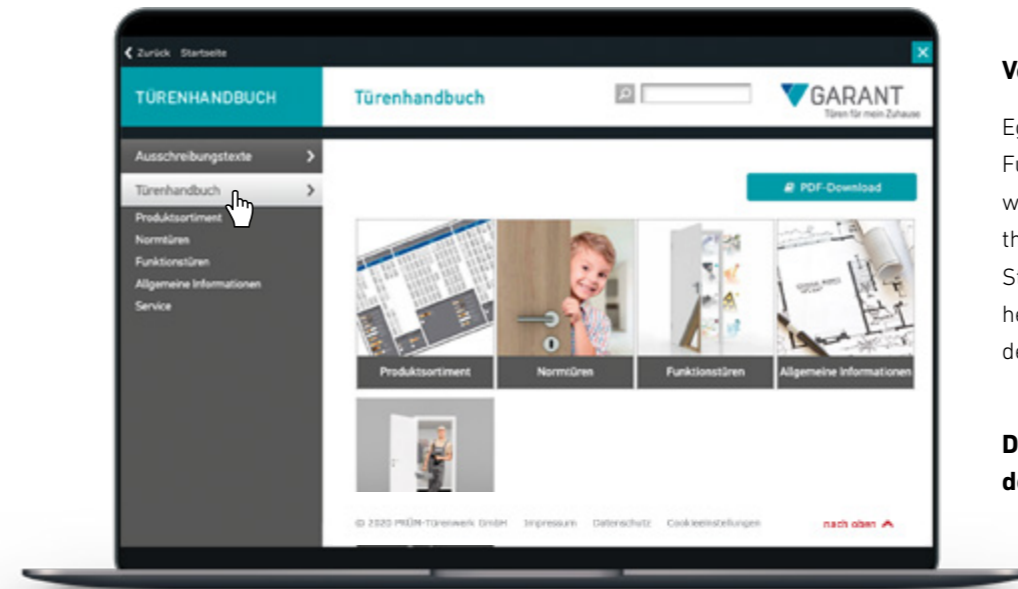 Zurück Startseite
TÜRENHANDBUCH
Türenhandbuch
GARANT
Türen für mein Zuhause
Ausschreibungstexte
Türenhandbuch
Produktsortiment
Normtüren
Funktionstüren
Allgemeine Informationen
Service
PDF-Download
Produktsortiment
Normtüren
Funktionstüren
Allgemeine Informationen
© 2020 PRÜM-Türenwerk GmbH Impressum Datenschutz Cookieeinstellungen
nach oben